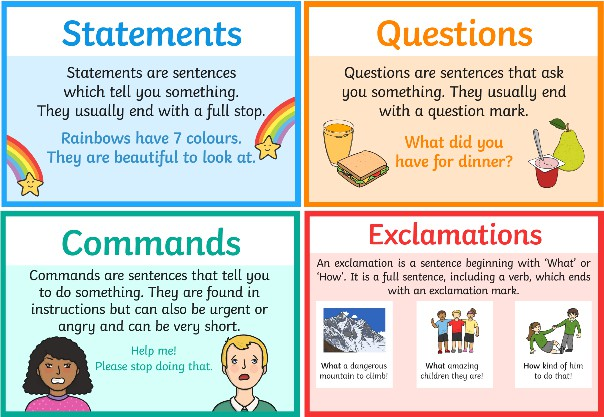 Statements
Statements are sentences
which tell you something.
They usually end with a full stop.
Rainbows have 7 colours.
They are beautiful to look at.
Questions
Questions are sentences that ask
you something. They usually end
with a question mark.
What did you
have for dinner?
Commands
Commands are sentences that tell you
to do something. They are found in
instructions but can also be urgent or
angry and can be very short.
Help me!
Please stop doing that.
Exclamations
An exclamation is a sentence beginning with ‘What’ or
‘How’. It is a full sentence, including a verb, which ends
with an exclamation mark.
What a dangerous
mountain to climb!
What amazing
children they are!
How kind of him
to do that!